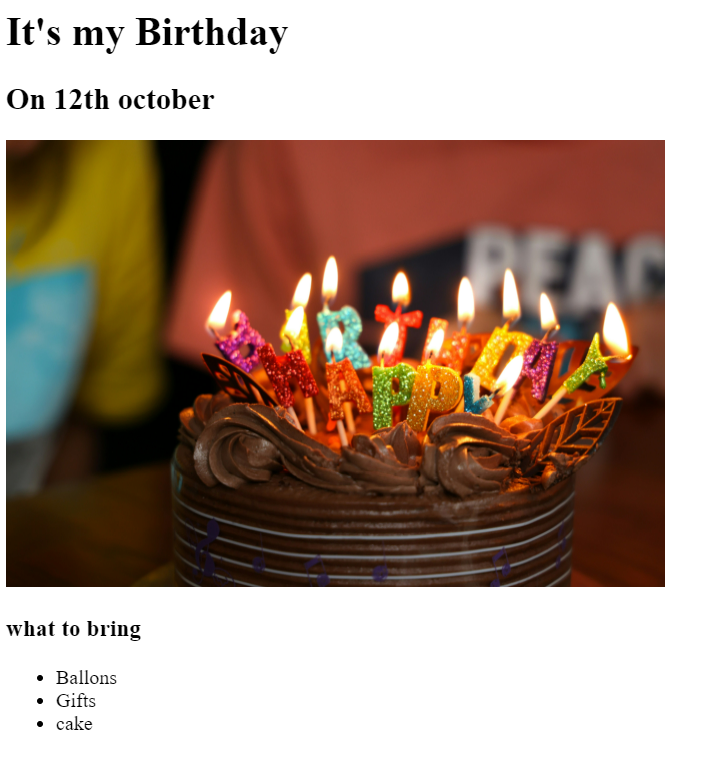 It's my Birthday
On 12th october
PEAC
BIRTHDAY
HAPPY
what to bring
Ballons
Gifts
cake